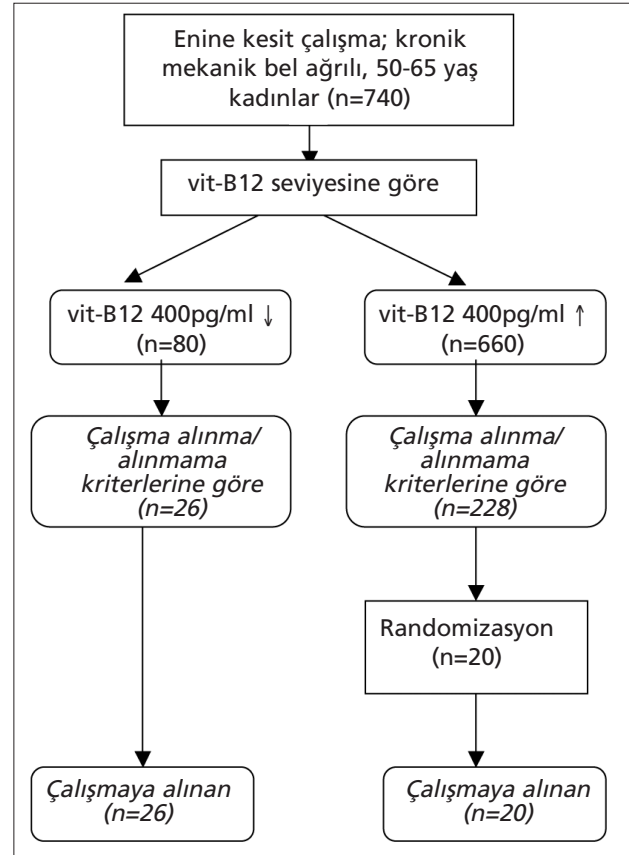 Enine kesit çalışma; kronik
mekanik bel ağrılı, 50-65 yaş
kadınlar (n=740)
vit-B12 seviyesine göre
vit-B12 400pg/ml ↓
(n=80)
vit-B12 400pg/ml ↑
(n=660)
Çalışma alınma/
alınmama
kriterlerine göre
(n=26)
Çalışma alınma/
alınmama
kriterlerine göre
(n=228)
Randomizasyon
(n=20)
Çalışmaya alınan
(n=26)
Çalışmaya alınan
(n=20)